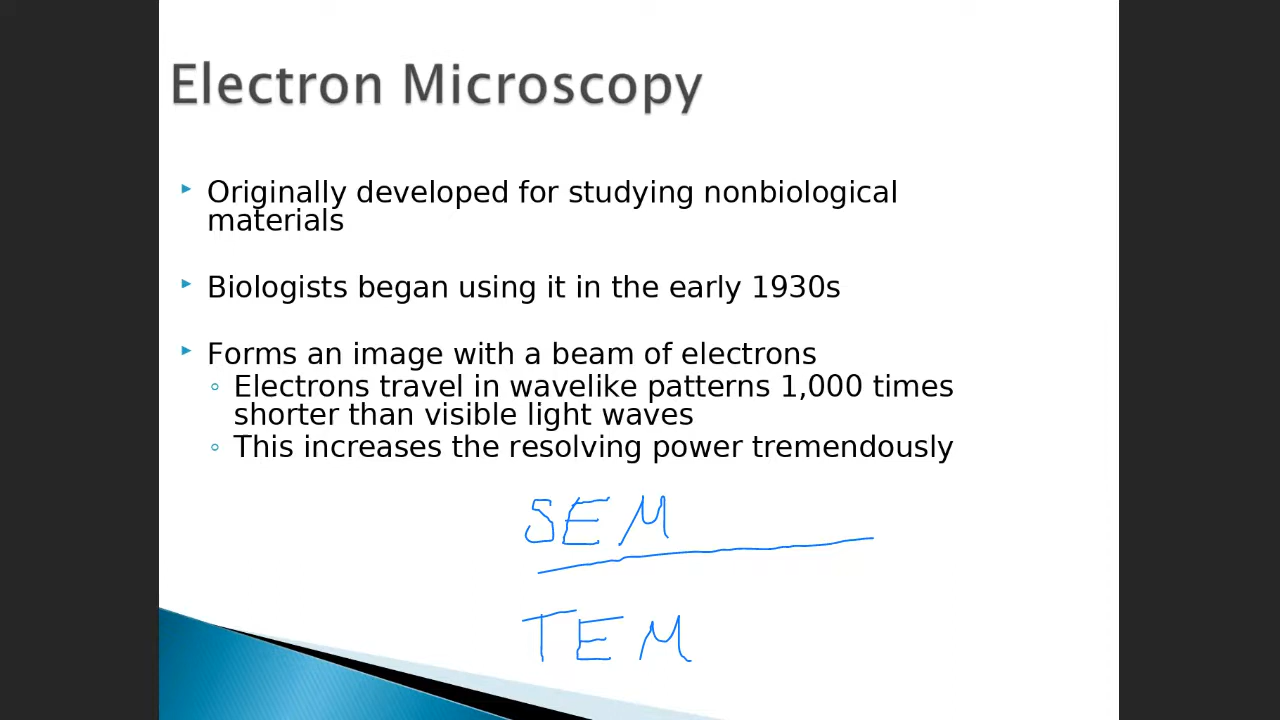 Electron Microscopy
Originally developed for studying nonbiological
materials
Biologists began using it in the early 1930s
Forms an image with a beam of electrons
Electrons travel in wavelike patterns 1,000 times
shorter than visible light waves
This increases the resolving power tremendously
SEM
TEM